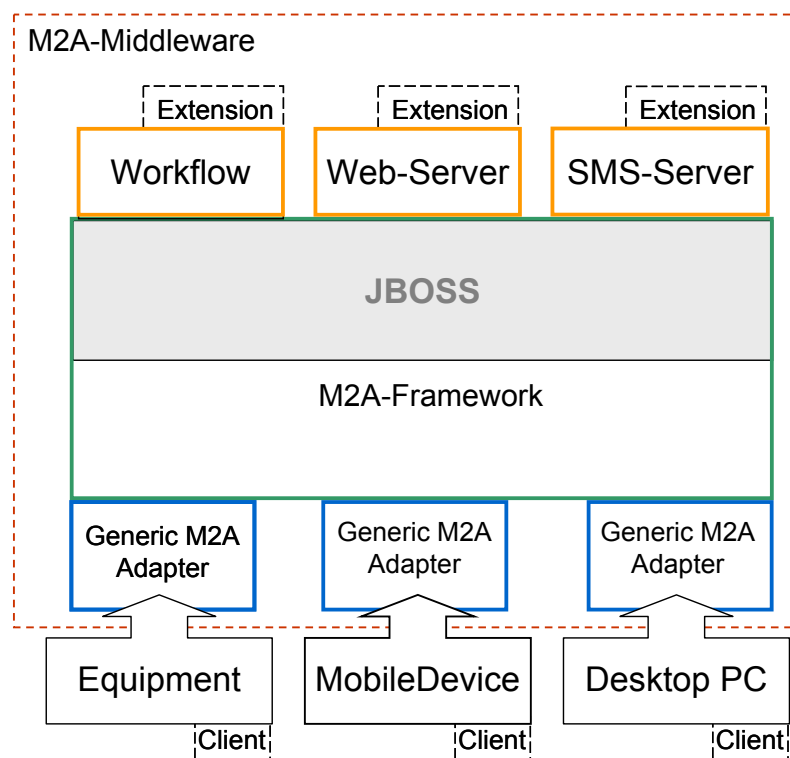 M2A-Middleware
Extension
Extension
Extension
Workflow
Web-Server
SMS-Server
JBOSS
M2A-Framework
Generic M2A
Adapter
Generic M2A
Adapter
Generic M2A
Adapter
Equipment
MobileDevice
Desktop PC
Client
Client
Client